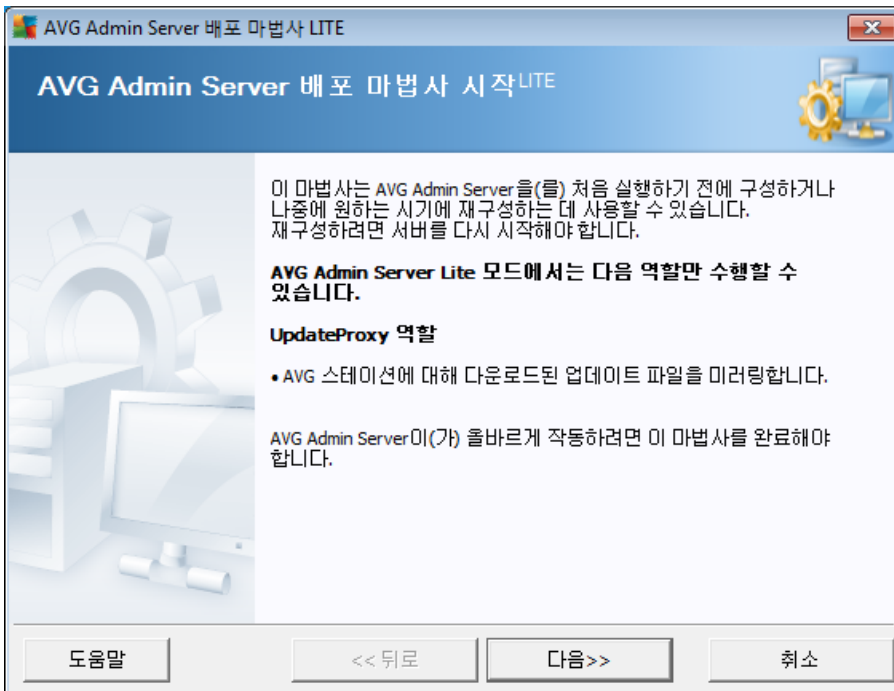 AVG Admin Server 배포 마법사 LITE
AVG Admin Server 배포 마법사 시작LITE
이 마법사는 AVG Admin Server을(를) 처음 실행하기 전에 구성하거나
나중에 원하는 시기에 재구성하는 데 사용할 수 있습니다.
재구성하려면 서버를 다시 시작해야 합니다.
AVG Admin Server Lite 모드에서는 다음 역할만 수행할 수
있습니다.
UpdateProxy 역할
• AVG 스테이션에 대해 다운로드된 업데이트 파일을 미러링합니다.
AVG Admin Server이(가) 올바르게 작동하려면 이 마법사를 완료해야
합니다.
도움말
<< 뒤로
다음>>
취소